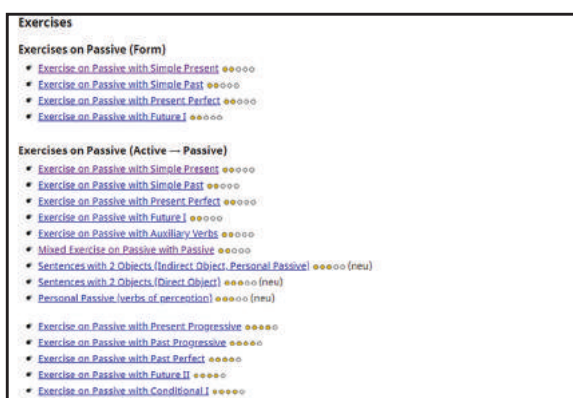 Exercises
Exercises on Passive (Form)
Exercise on Passive with Simple Present
Exercise on Passive with Simple Past
Exercise on Passive with Present Perfect
Exercise on Passive with Future I
Exercises on Passive (Active — Passive)
Exercise on Passive with Simple Present
Exercise on Passive with Simple Past
Exercise on Passive with Present Perfect
Exercise on Passive with Future I
Exercise on Passive with Auxiliary Verbs
Mixed Exercise on Passive with Passive
Sentences with 2 Objects (Indirect Object, Personal Passive) (neu)
Sentences with 2 Objects (Direct Object) (neu)
Personal Passive (verbs of perception) (neu)
Exercise on Passive with Present Progressive
Exercise on Passive with Past Progressive
Exercise on Passive with Past Perfect
Exercise on Passive with Future II
Exercise on Passive with Conditional I